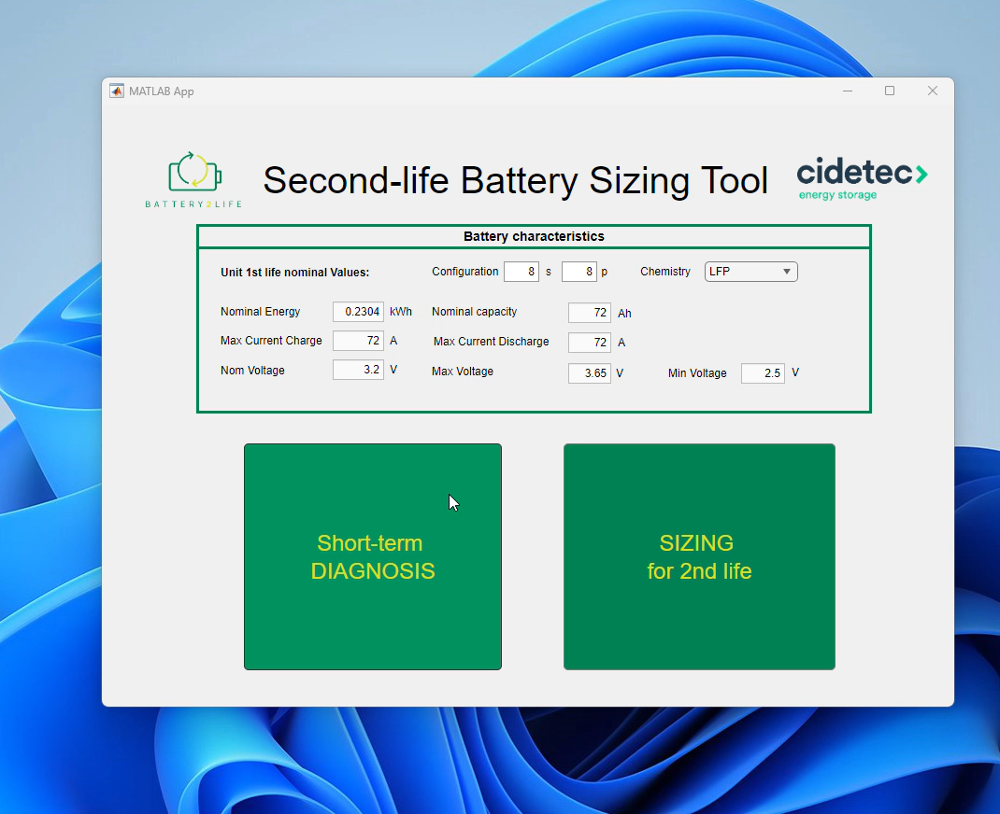 MATLAB App
Second-life Battery Sizing Tool
BATTERY2LIFE
cidetec
energy storage
Battery characteristics
Unit 1st life nominal Values: Configuration 8 s 8 p Chemistry LFP
Nominal Energy 0.2304 kWh Nominal capacity 72 Ah
Max Current Charge 72 A Max Current Discharge 72 A
Nom Voltage 3.2 V Max Voltage 3.65 V Min Voltage 2.5 V
Short-term
DIAGNOSIS
SIZING
for 2nd life